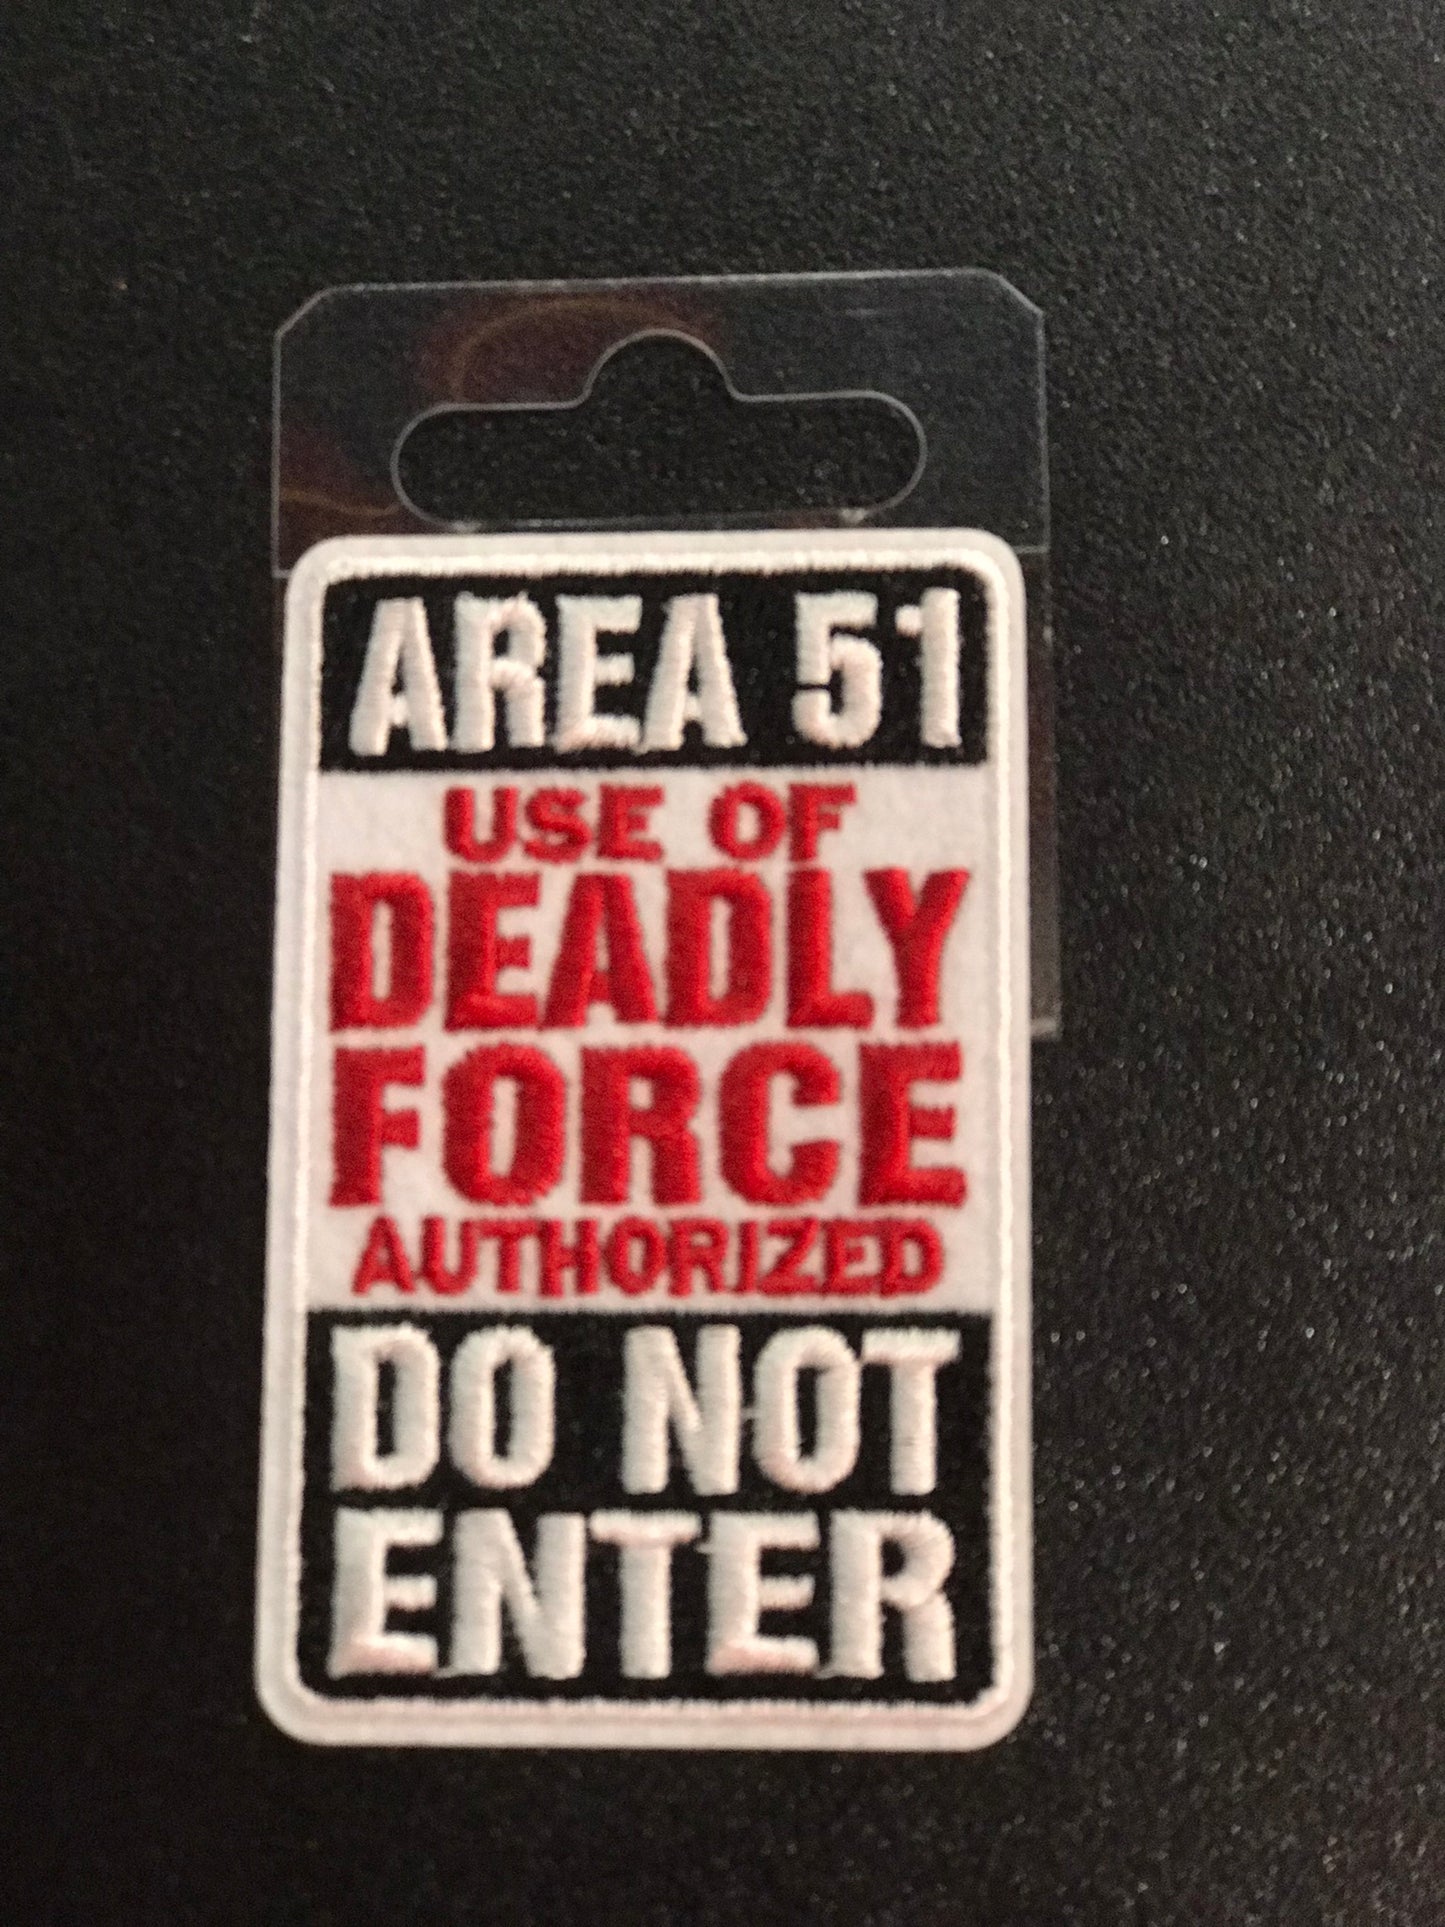 AREA 51
USE OF
DEADLY
FORCE
AUTHORIZED
DO NOT
ENTER